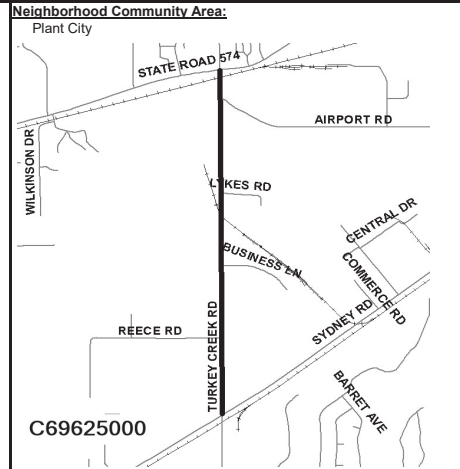 Neighborhood Community Area:
Plant City
STATE ROAD 574
AIRPORT RD
WILKINSON DR
LYKES RD
CENTRAL DR
BUSINESS LN
COMMERCE RD
TURKEY CREEK RD
SYDNEY RD
REECE RD
BARRET AVE
C69625000